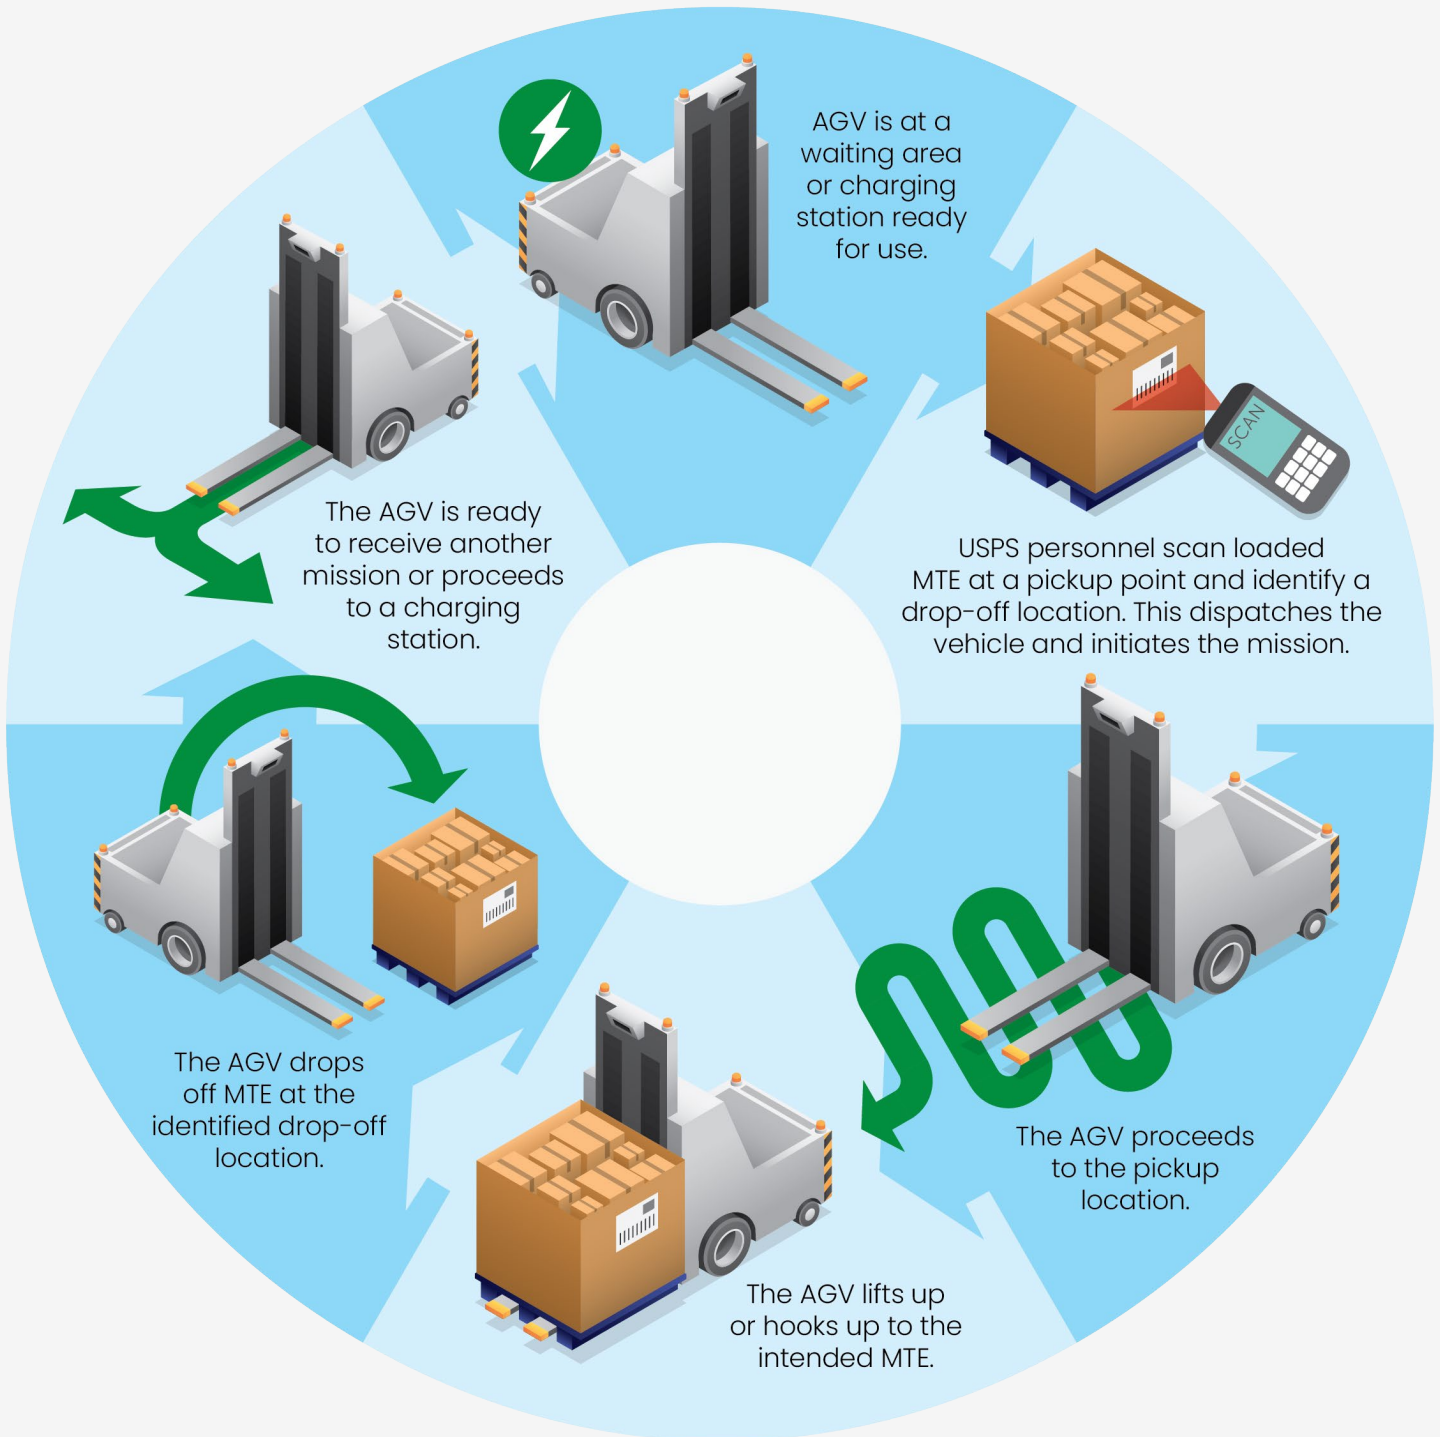 AGV is at a
waiting area
or charging
station ready
for use.
SCAN
USPS personnel scan loaded
MTE at a pickup point and identify a
drop-off location. This dispatches the
vehicle and initiates the mission.
The AGV proceeds
to the pickup
location.
The AGV lifts up
or hooks up to the
intended MTE.
The AGV drops
off MTE at the
identified drop-off
location.
The AGV is ready
to receive another
mission or proceeds
to a charging
station.